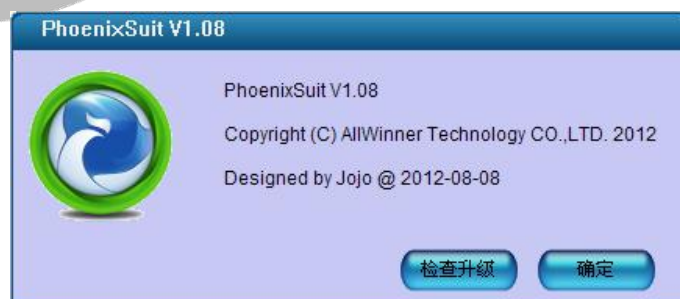 PhoenixSuit V1.08
PhoenixSuit V1.08
Copyright (C) AllWinner Technology CO.,LTD. 2012
Designed by Jojo @ 2012-08-08
检查升级 确定